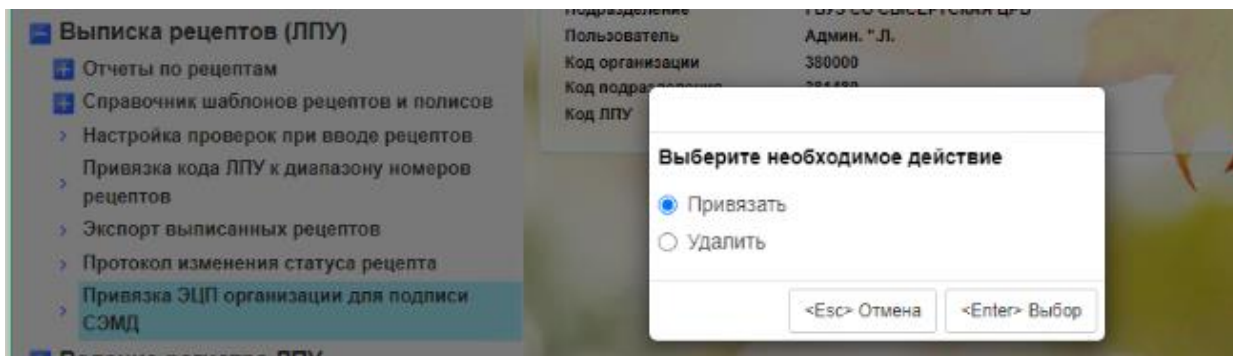 Выписка рецептов (ЛПУ)
Отчеты по рецептам
Справочник шаблонов рецептов и полисов
Настройка проверок при вводе рецептов
Привязка кода ЛПУ к диапазону номеров
рецептов
Экспорт выписанных рецептов
Протокол изменения статуса рецепта
Привязка ЭЦП организации для подписи
СЭМД
Подразделение
Пользователь Админ. "Л.
Код организации 380000
Код
Код ЛПУ
Выберите необходимое действие
Привязать
Удалить
<Esc> Отмена <Enter> Выбор